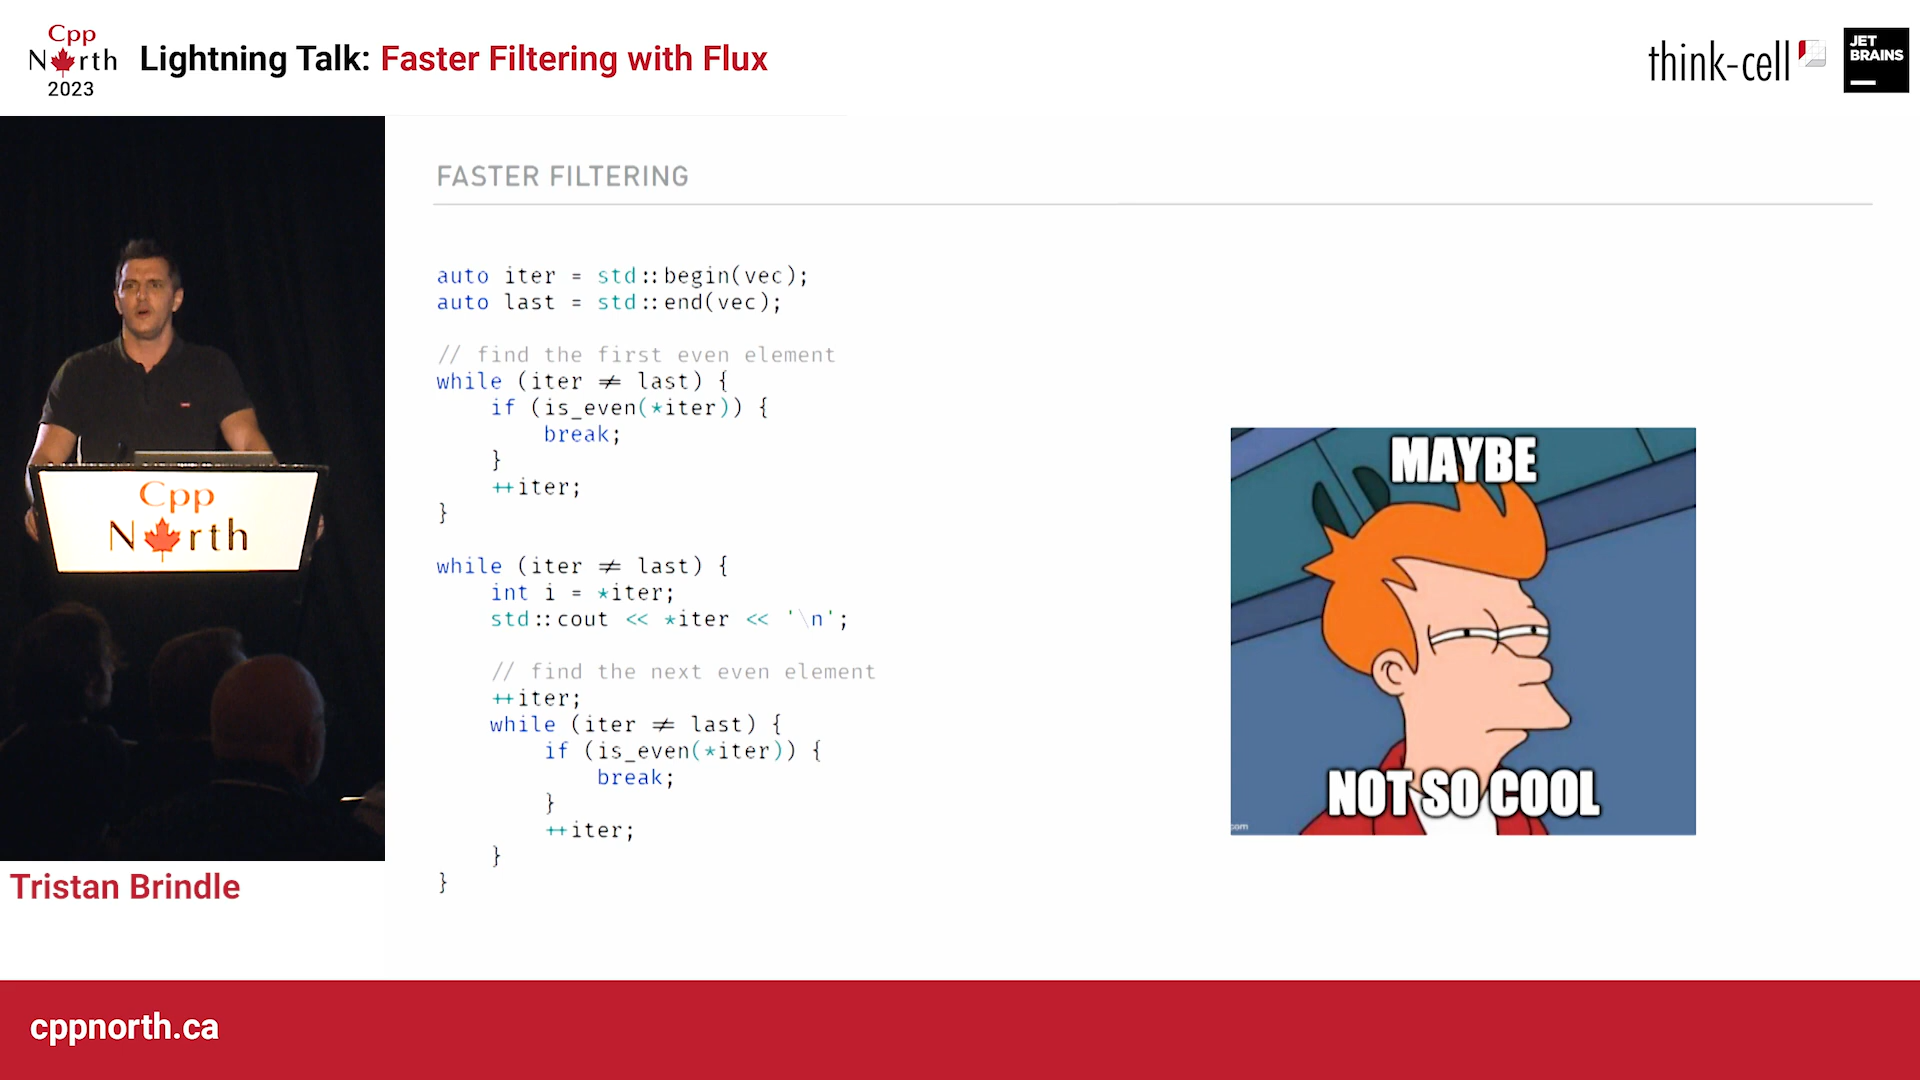 Cpp
North
2023
Lightning Talk: Faster Filtering with Flux
think-cell
JET
BRAINS
FASTER FILTERING
auto iter = std::begin(vec);
auto last = std::end(vec);
// find the first even element
while (iter ≠ last) {
    if (is_even(*iter)) {
        break;
    }
    ++iter;
}
while (iter ≠ last) {
    int i = *iter;
    std::cout << *iter << '\n';
    // find the next even element
    ++iter;
    while (iter ≠ last) {
        if (is_even(*iter)) {
            break;
        }
        ++iter;
    }
}
MAYBE
NOT SO COOL
com
Cpp
North
Tristan Brindle
cppnorth.ca